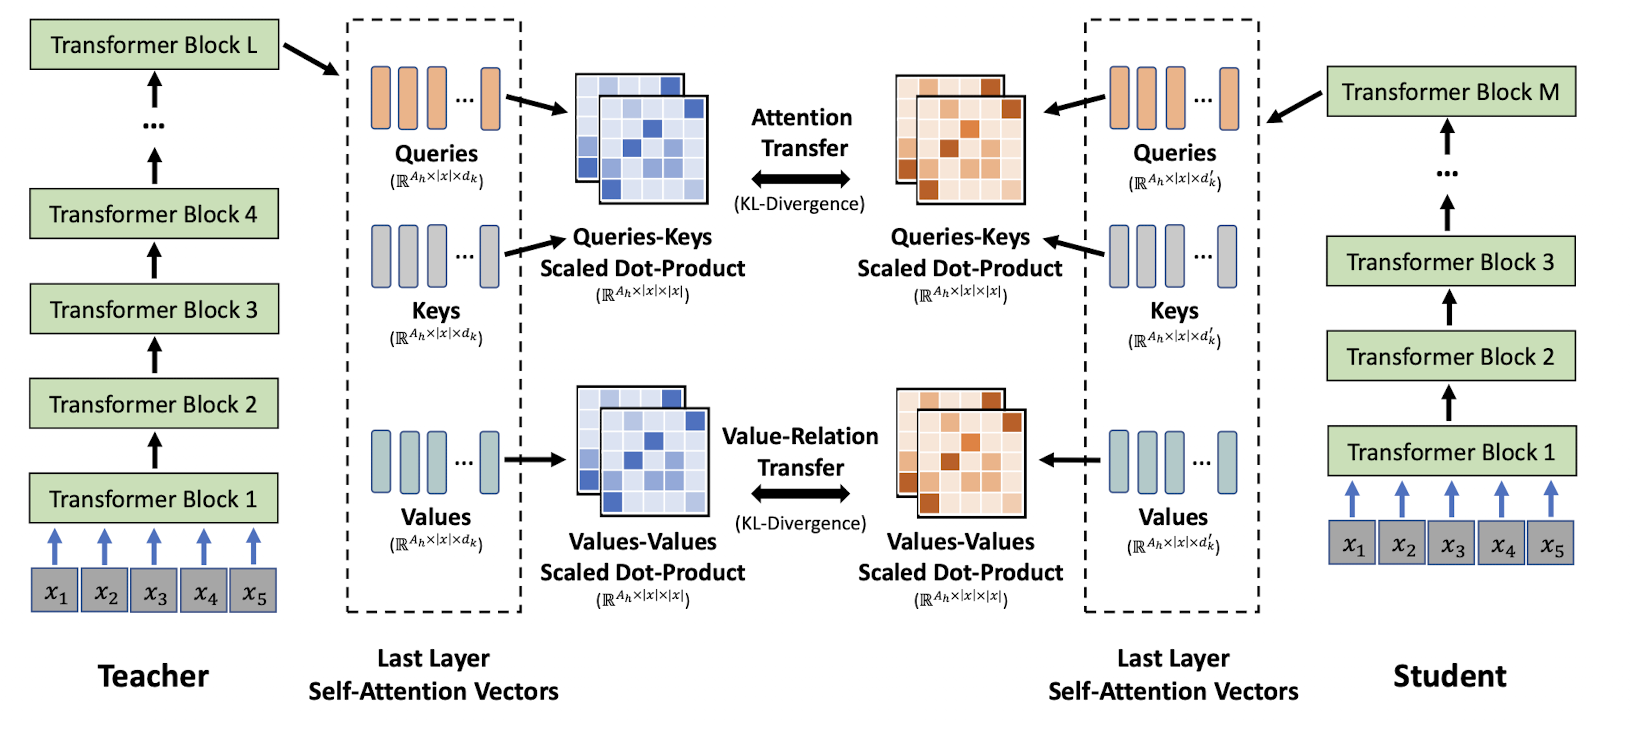 Transformer Block L
...
Transformer Block 4
Transformer Block 3
Transformer Block 2
Transformer Block 1
x₁ x₂ x₃ x₄ x₅
Teacher
...
Queries
(ℝ^{A_h×|x|×d_k})
...
Keys
(ℝ^{A_h×|x|×d_k})
...
Values
(ℝ^{A_h×|x|×d_k})
Last Layer
Self-Attention Vectors
Queries-Keys
Scaled Dot-Product
(ℝ^{A_h×|x|×|x|})
Values-Values
Scaled Dot-Product
(ℝ^{A_h×|x|×|x|})
Attention
Transfer
(KL-Divergence)
Value-Relation
Transfer
(KL-Divergence)
Queries-Keys
Scaled Dot-Product
(ℝ^{A_h×|x|×|x|})
Values-Values
Scaled Dot-Product
(ℝ^{A_h×|x|×|x|})
...
Queries
(ℝ^{A_h×|x|×d'_k})
...
Keys
(ℝ^{A_h×|x|×d'_k})
...
Values
(ℝ^{A_h×|x|×d'_k})
Last Layer
Self-Attention Vectors
Transformer Block M
...
Transformer Block 3
Transformer Block 2
Transformer Block 1
x₁ x₂ x₃ x₄ x₅
Student